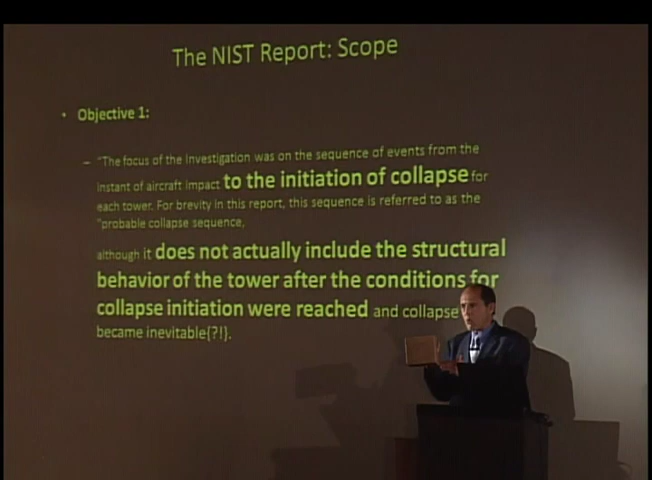 The NIST Report: Scope
• Objective 1:
– "The focus of the Investigation was on the sequence of events from the
instant of aircraft impact to the initiation of collapse for
each tower. For brevity in this report, this sequence is referred to as the
"probable collapse sequence,
although it does not actually include the structural
behavior of the tower after the conditions for
collapse initiation were reached and collapse
became inevitable(?!).